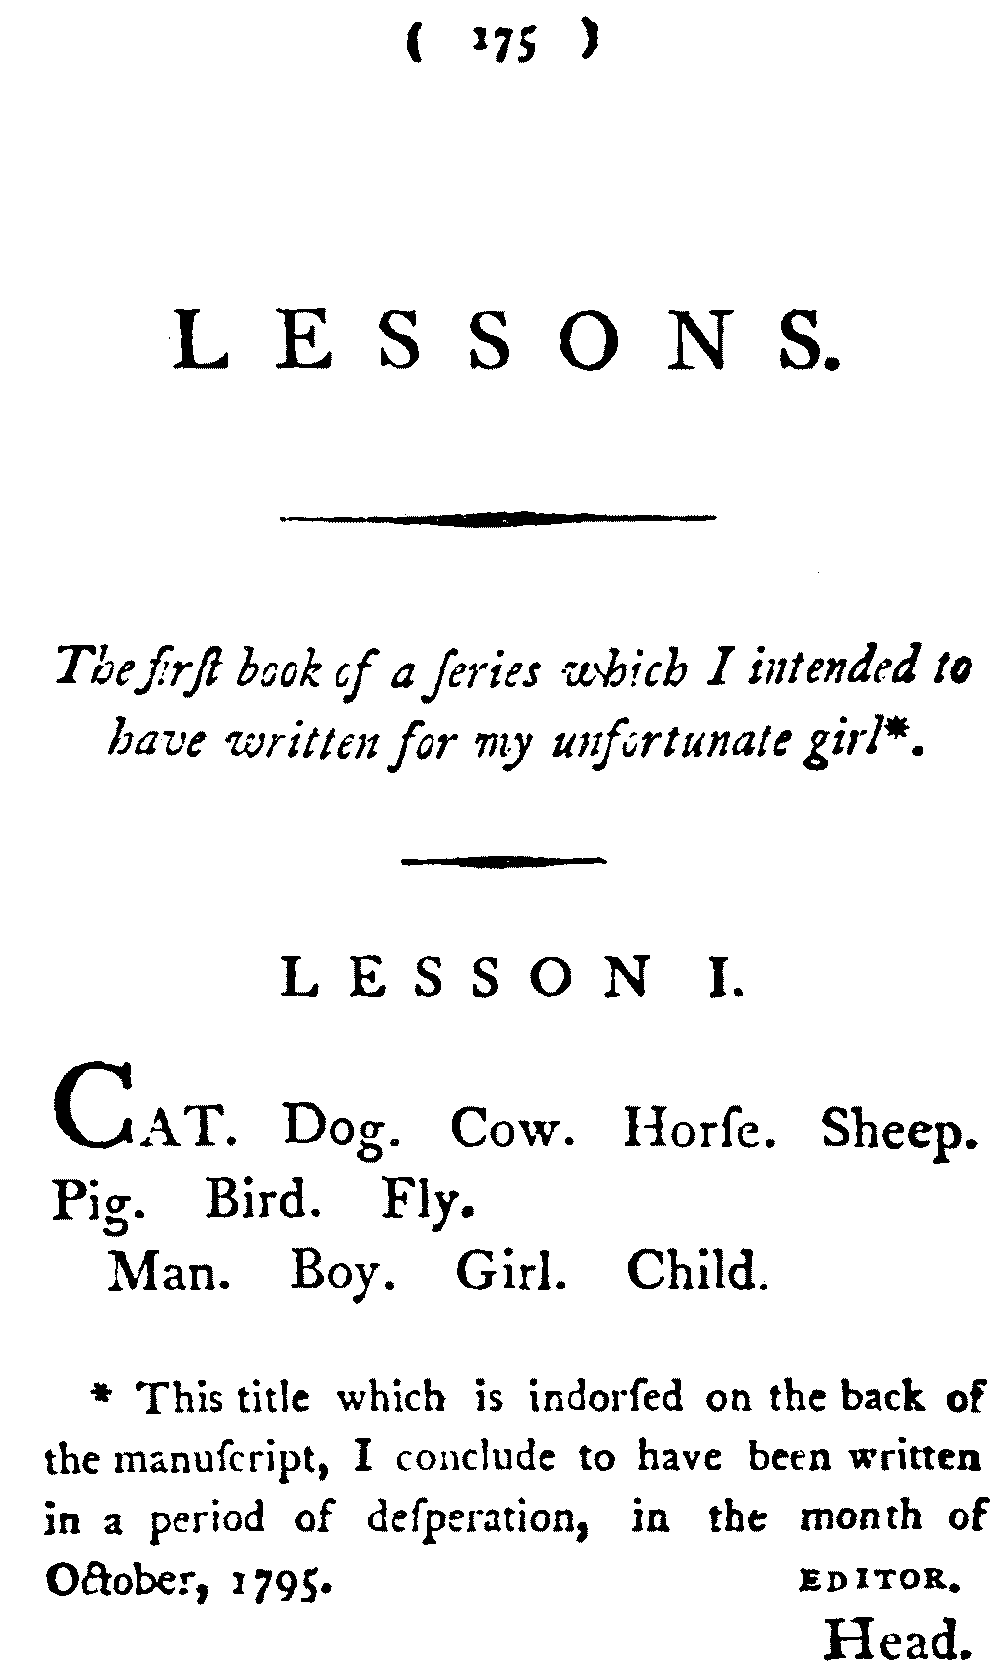 ( 175 )
LESSONS.
The firſt book of a ſeries which I intended to
have written for my unfortunate girl*.
LESSON I.
CAT. Dog. Cow. Horſe. Sheep.
Pig. Bird. Fly.
Man. Boy. Girl. Child.
* This title which is indorſed on the back of
the manuſcript, I conclude to have been written
in a period of deſperation, in the month of
October, 1795. EDITOR.
Head.